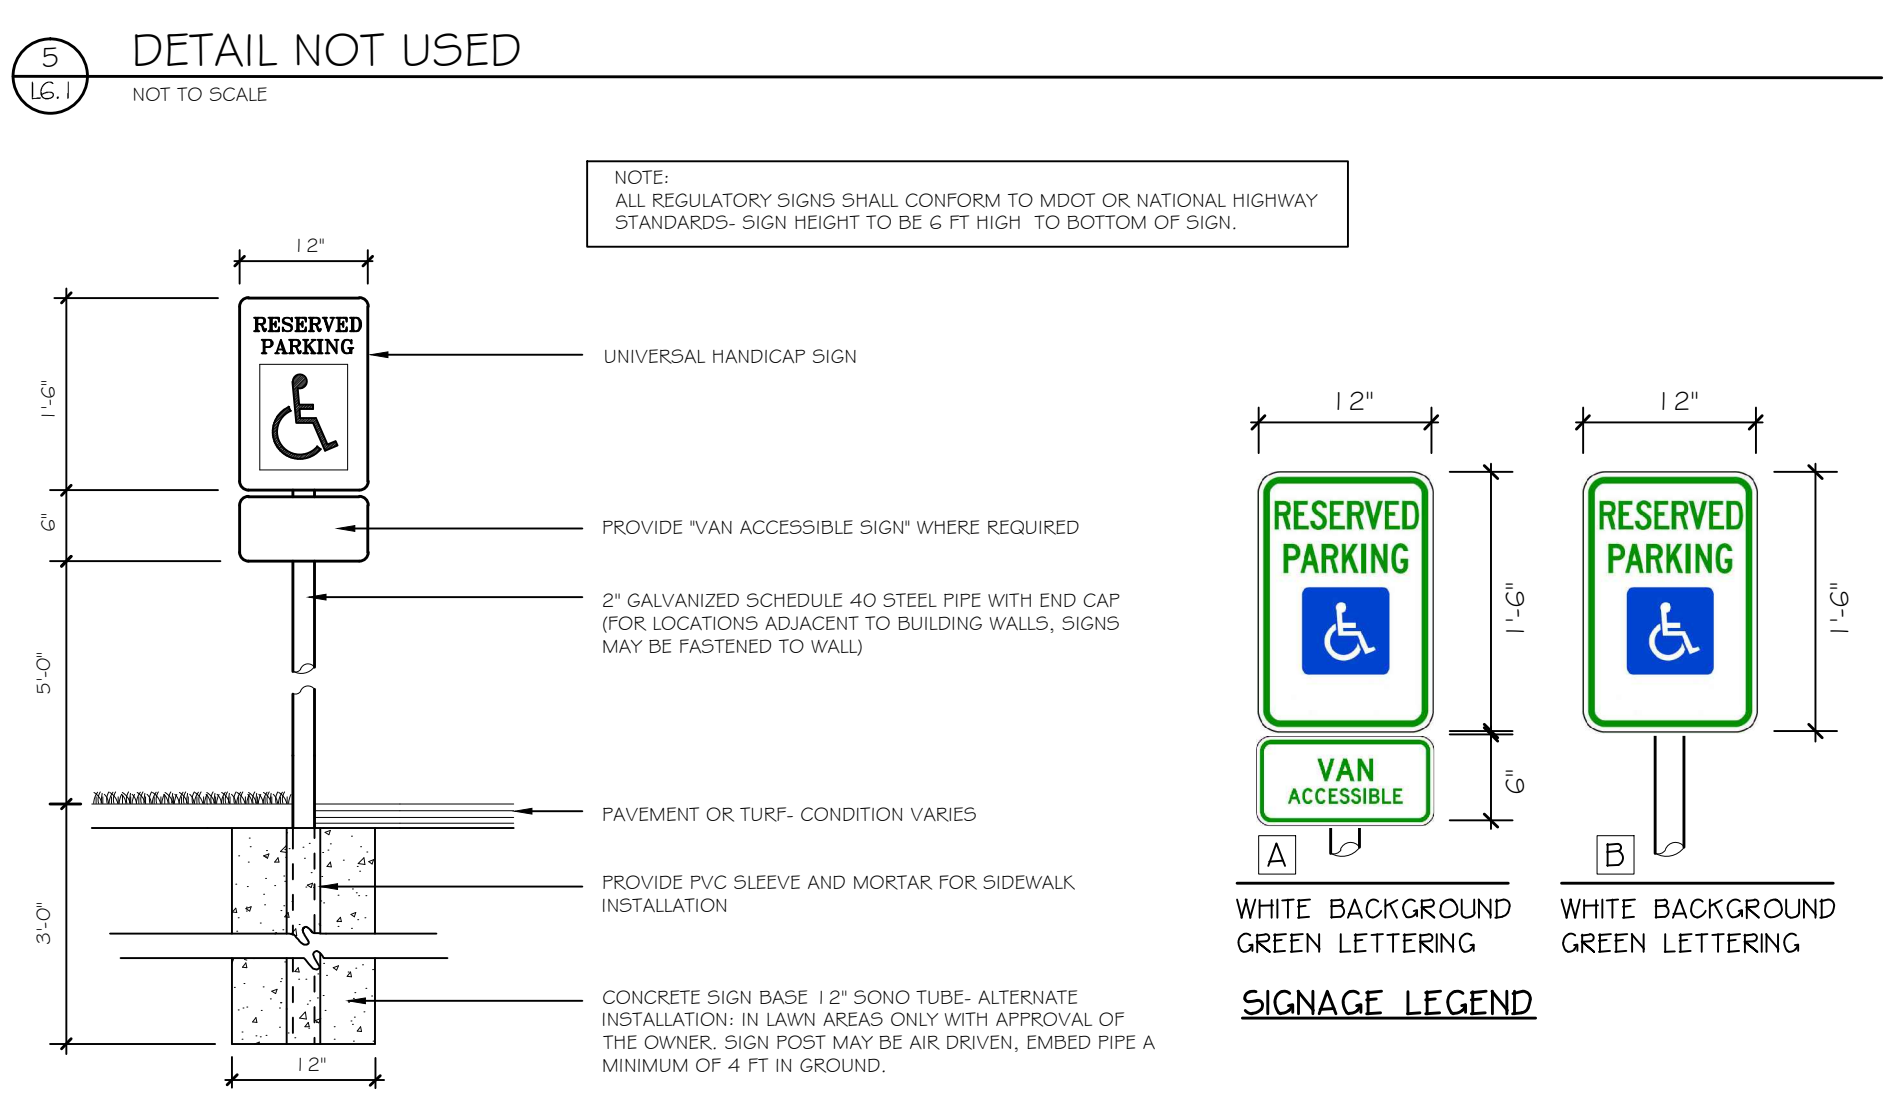 5
L6.1
DETAIL NOT USED
NOT TO SCALE
NOTE:
ALL REGULATORY SIGNS SHALL CONFORM TO MDOT OR NATIONAL HIGHWAY
STANDARDS- SIGN HEIGHT TO BE 6 FT HIGH TO BOTTOM OF SIGN.
12"
1'-6"
6"
5'-0"
3'-0"
12"
RESERVED
PARKING
UNIVERSAL HANDICAP SIGN
PROVIDE "VAN ACCESSIBLE SIGN" WHERE REQUIRED
2" GALVANIZED SCHEDULE 40 STEEL PIPE WITH END CAP
(FOR LOCATIONS ADJACENT TO BUILDING WALLS, SIGNS
MAY BE FASTENED TO WALL)
PAVEMENT OR TURF- CONDITION VARIES
PROVIDE PVC SLEEVE AND MORTAR FOR SIDEWALK
INSTALLATION
CONCRETE SIGN BASE 12" SONO TUBE- ALTERNATE
INSTALLATION: IN LAWN AREAS ONLY WITH APPROVAL OF
THE OWNER. SIGN POST MAY BE AIR DRIVEN, EMBED PIPE A
MINIMUM OF 4 FT IN GROUND.
12"
RESERVED
PARKING
1'-6"
VAN
ACCESSIBLE
6"
A
WHITE BACKGROUND
GREEN LETTERING
12"
RESERVED
PARKING
1'-6"
B
WHITE BACKGROUND
GREEN LETTERING
SIGNAGE LEGEND